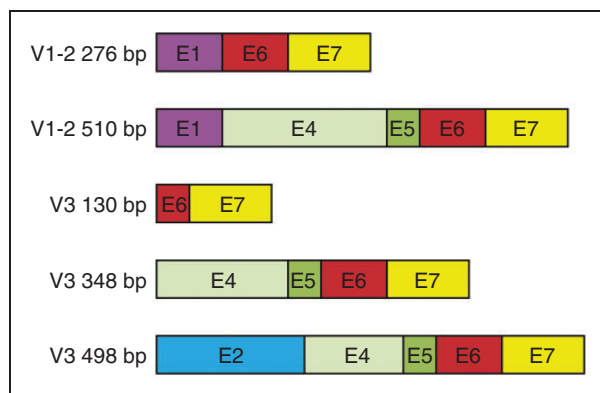 V1-2 276 bp E1 E6 E7
V1-2 510 bp E1 E4 E5 E6 E7
V3 130 bp E6 E7
V3 348 bp E4 E5 E6 E7
V3 498 bp E2 E4 E5 E6 E7